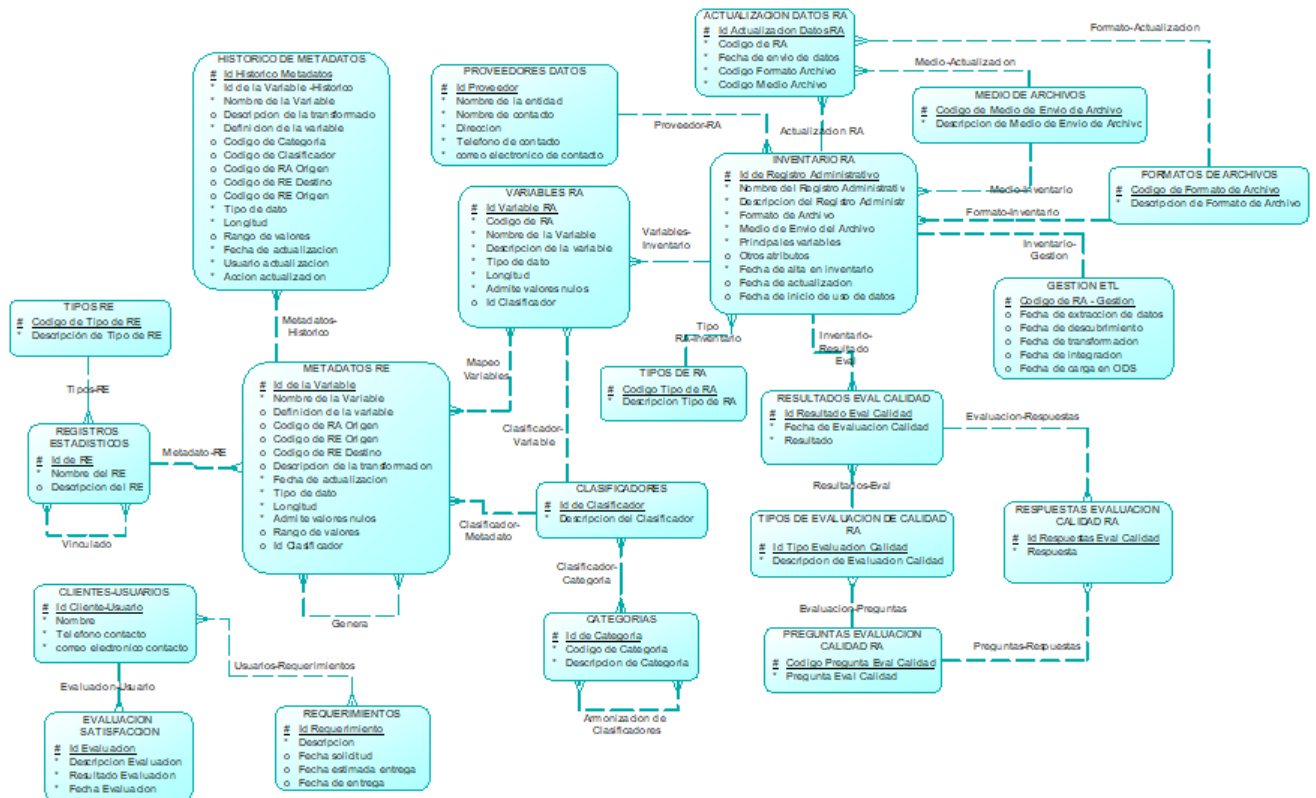 ACTUALIZACION DATOS RA
# Id Actualizacion DatosRA
* Codigo de RA
* Fecha de envio de datos
* Codigo Formato Archivo
* Codigo Medio Archivo
Formato-Actualizacion
Medio-Actualizacion
HISTORICO DE METADATOS
# Id Historico Metadatos
* Id de la Variable -Historico
* Nombre de la Variable
o Descripcion de la transformacio
* Definicion de la variable
o Codigo de Categoria
o Codigo de Clasificador
o Codigo de RA Origen
o Codigo de RE Destino
o Codigo de RE Origen
* Tipo de dato
* Longitud
o Rango de valores
* Fecha de actualizacion
* Usuario actualizacion
* Accion actualizacion
PROVEEDORES DATOS
# Id Proveedor
* Nombre de la entidad
* Nombre de contacto
* Direccion
* Telefono de contacto
* correo electronico de contacto
Proveedor-RA
Actualizacion RA
MEDIO DE ARCHIVOS
# Codigo de Medio de Envio de Archivo
* Descripcion de Medio de Envio de Archivo
INVENTARIO RA
# Id de Registro Administrativo
* Nombre del Registro Administrativ
* Descripcion del Registro Administr
* Formato de Archivo
* Medio de Envio del Archivo
* Principales variables
o Otros atributos
* Fecha de alta en inventario
o Fecha de actualizacion
o Fecha de inicio de uso de datos
Medio-Inventario
Formato-Inventario
FORMATOS DE ARCHIVOS
# Codigo de Formato de Archivo
* Descripcion de Formato de Archivo
VARIABLES RA
# Id Variable RA
* Codigo de RA
* Nombre de la Variable
* Descripcion de la variable
* Tipo de dato
* Longitud
* Admite valores nulos
o Id Clasificador
Variables-
Inventario
Inventario-
Gestion
GESTION ETL
# Codigo de RA - Gestion
o Fecha de extraccion de datos
o Fecha de descubrimiento
o Fecha de transformacion
o Fecha de integracion
o Fecha de carga en ODS
TIPOS RE
# Codigo de Tipo de RE
* Descripción de Tipo de RE
Metadatos-
Historico
Tipo
RA-Inventario
Inventario-
Resultado
Eval
Tipos-RE
METADATOS RE
# Id de la Variable
* Nombre de la Variable
o Definicion de la variable
o Codigo de RA Origen
o Codigo de RE Origen
o Codigo de RE Destino
o Descripcion de la transformacion
* Fecha de actualizacion
* Tipo de dato
* Longitud
* Admite valores nulos
o Rango de valores
o Id Clasificador
Mapeo
Variables
TIPOS DE RA
# Codigo Tipo de RA
* Descripcion Tipo de RA
RESULTADOS EVAL CALIDAD
# Id Resultado Eval Calidad
* Fecha de Evaluacion Calidad
* Resultado
Evaluacion-Respuestas
REGISTROS
ESTADISTICOS
# Id de RE
* Nombre del RE
o Descripcion del RE
Metadato-RE
Clasificador-
Variable
Resultados-Eval
Vinculado
Clasificador-
Metadato
CLASIFICADORES
# Id de Clasificador
* Descripcion del Clasificador
TIPOS DE EVALUACION DE CALIDAD
RA
# Id Tipo Evaluacion Calidad
* Descripcion de Evaluacion Calidad
RESPUESTAS EVALUACION
CALIDAD RA
# Id Respuestas Eval Calidad
* Respuesta
Clasificador-
Categoria
Genera
CLIENTES-USUARIOS
# Id Cliente-Usuario
* Nombre
* Telefono contacto
* correo electronico contacto
CATEGORIAS
# Id de Categoria
* Codigo de Categoria
* Descripcion de Categoria
Evaluacion-Preguntas
PREGUNTAS EVALUACION
CALIDAD RA
# Codigo Pregunta Eval Calidad
* Pregunta Eval Calidad
Preguntas-Respuestas
Usuarios-Requerimientos
Evaluacion-Usuario
Armonizacion de
Clasificadores
EVALUACION
SATISFACCION
# Id Evaluacion
* Descripcion Evaluacion
* Resultado Evaluacion
* Fecha Evaluacion
REQUERIMIENTOS
# Id Requerimiento
* Descripcion
o Fecha solicitud
o Fecha estimada entrega
o Fecha de entrega